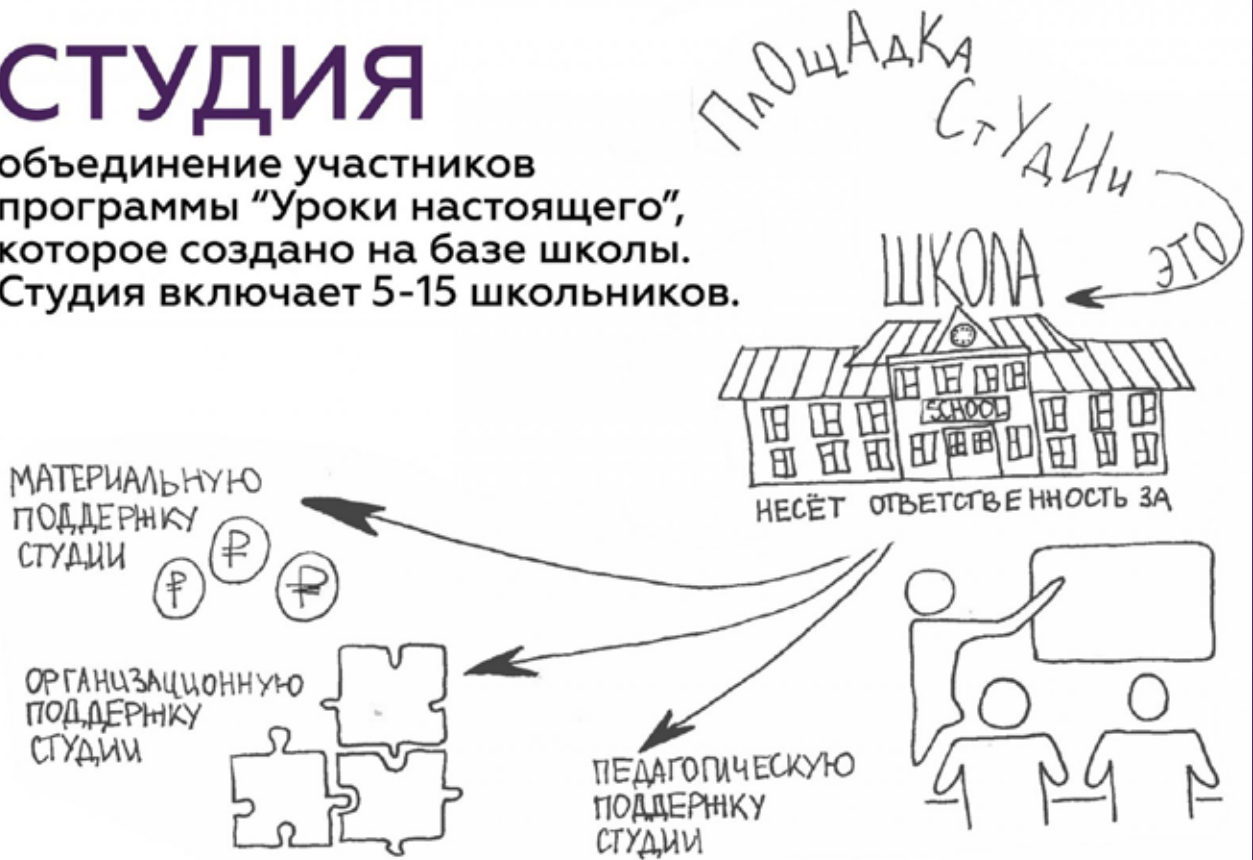 СТУДИЯ
объединение участников
программы “Уроки настоящего”,
которое создано на базе школы.
Студия включает 5-15 школьников.
ПлОщАдКА
СтУдИи
ЭТО
ШКОЛА
SCHOOL
НЕСЁТ ОТВЕТСТВЕННОСТЬ ЗА
МАТЕРИАЛЬНУЮ
ПОДДЕРЖКУ
СТУДИИ
₽ ₽ ₽
ОРГАНИЗАЦИОННУЮ
ПОДДЕРЖКУ
СТУДИИ
ПЕДАГОГИЧЕСКУЮ
ПОДДЕРЖКУ
СТУДИИ